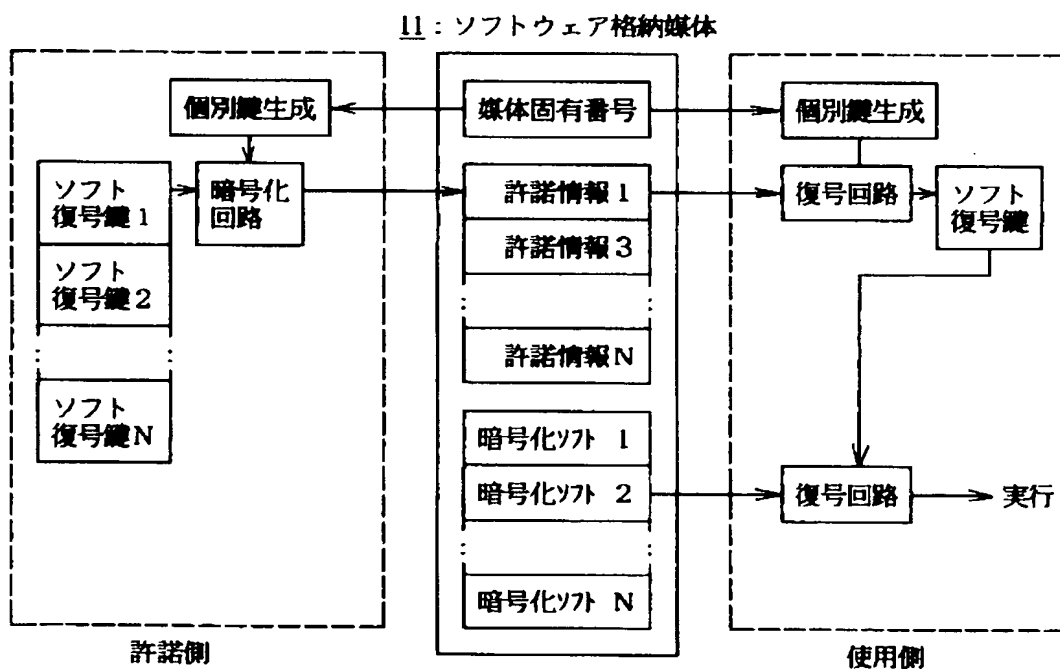 11：ソフトウェア格納媒体
個別鍵生成
ソフト
復号鍵1
暗号化
回路
ソフト
復号鍵2
ソフト
復号鍵N
許諾側
媒体固有番号
許諾情報1
許諾情報3
許諾情報N
暗号化ソフト 1
暗号化ソフト 2
暗号化ソフト N
個別鍵生成
復号回路
ソフト
復号鍵
復号回路
実行
使用側